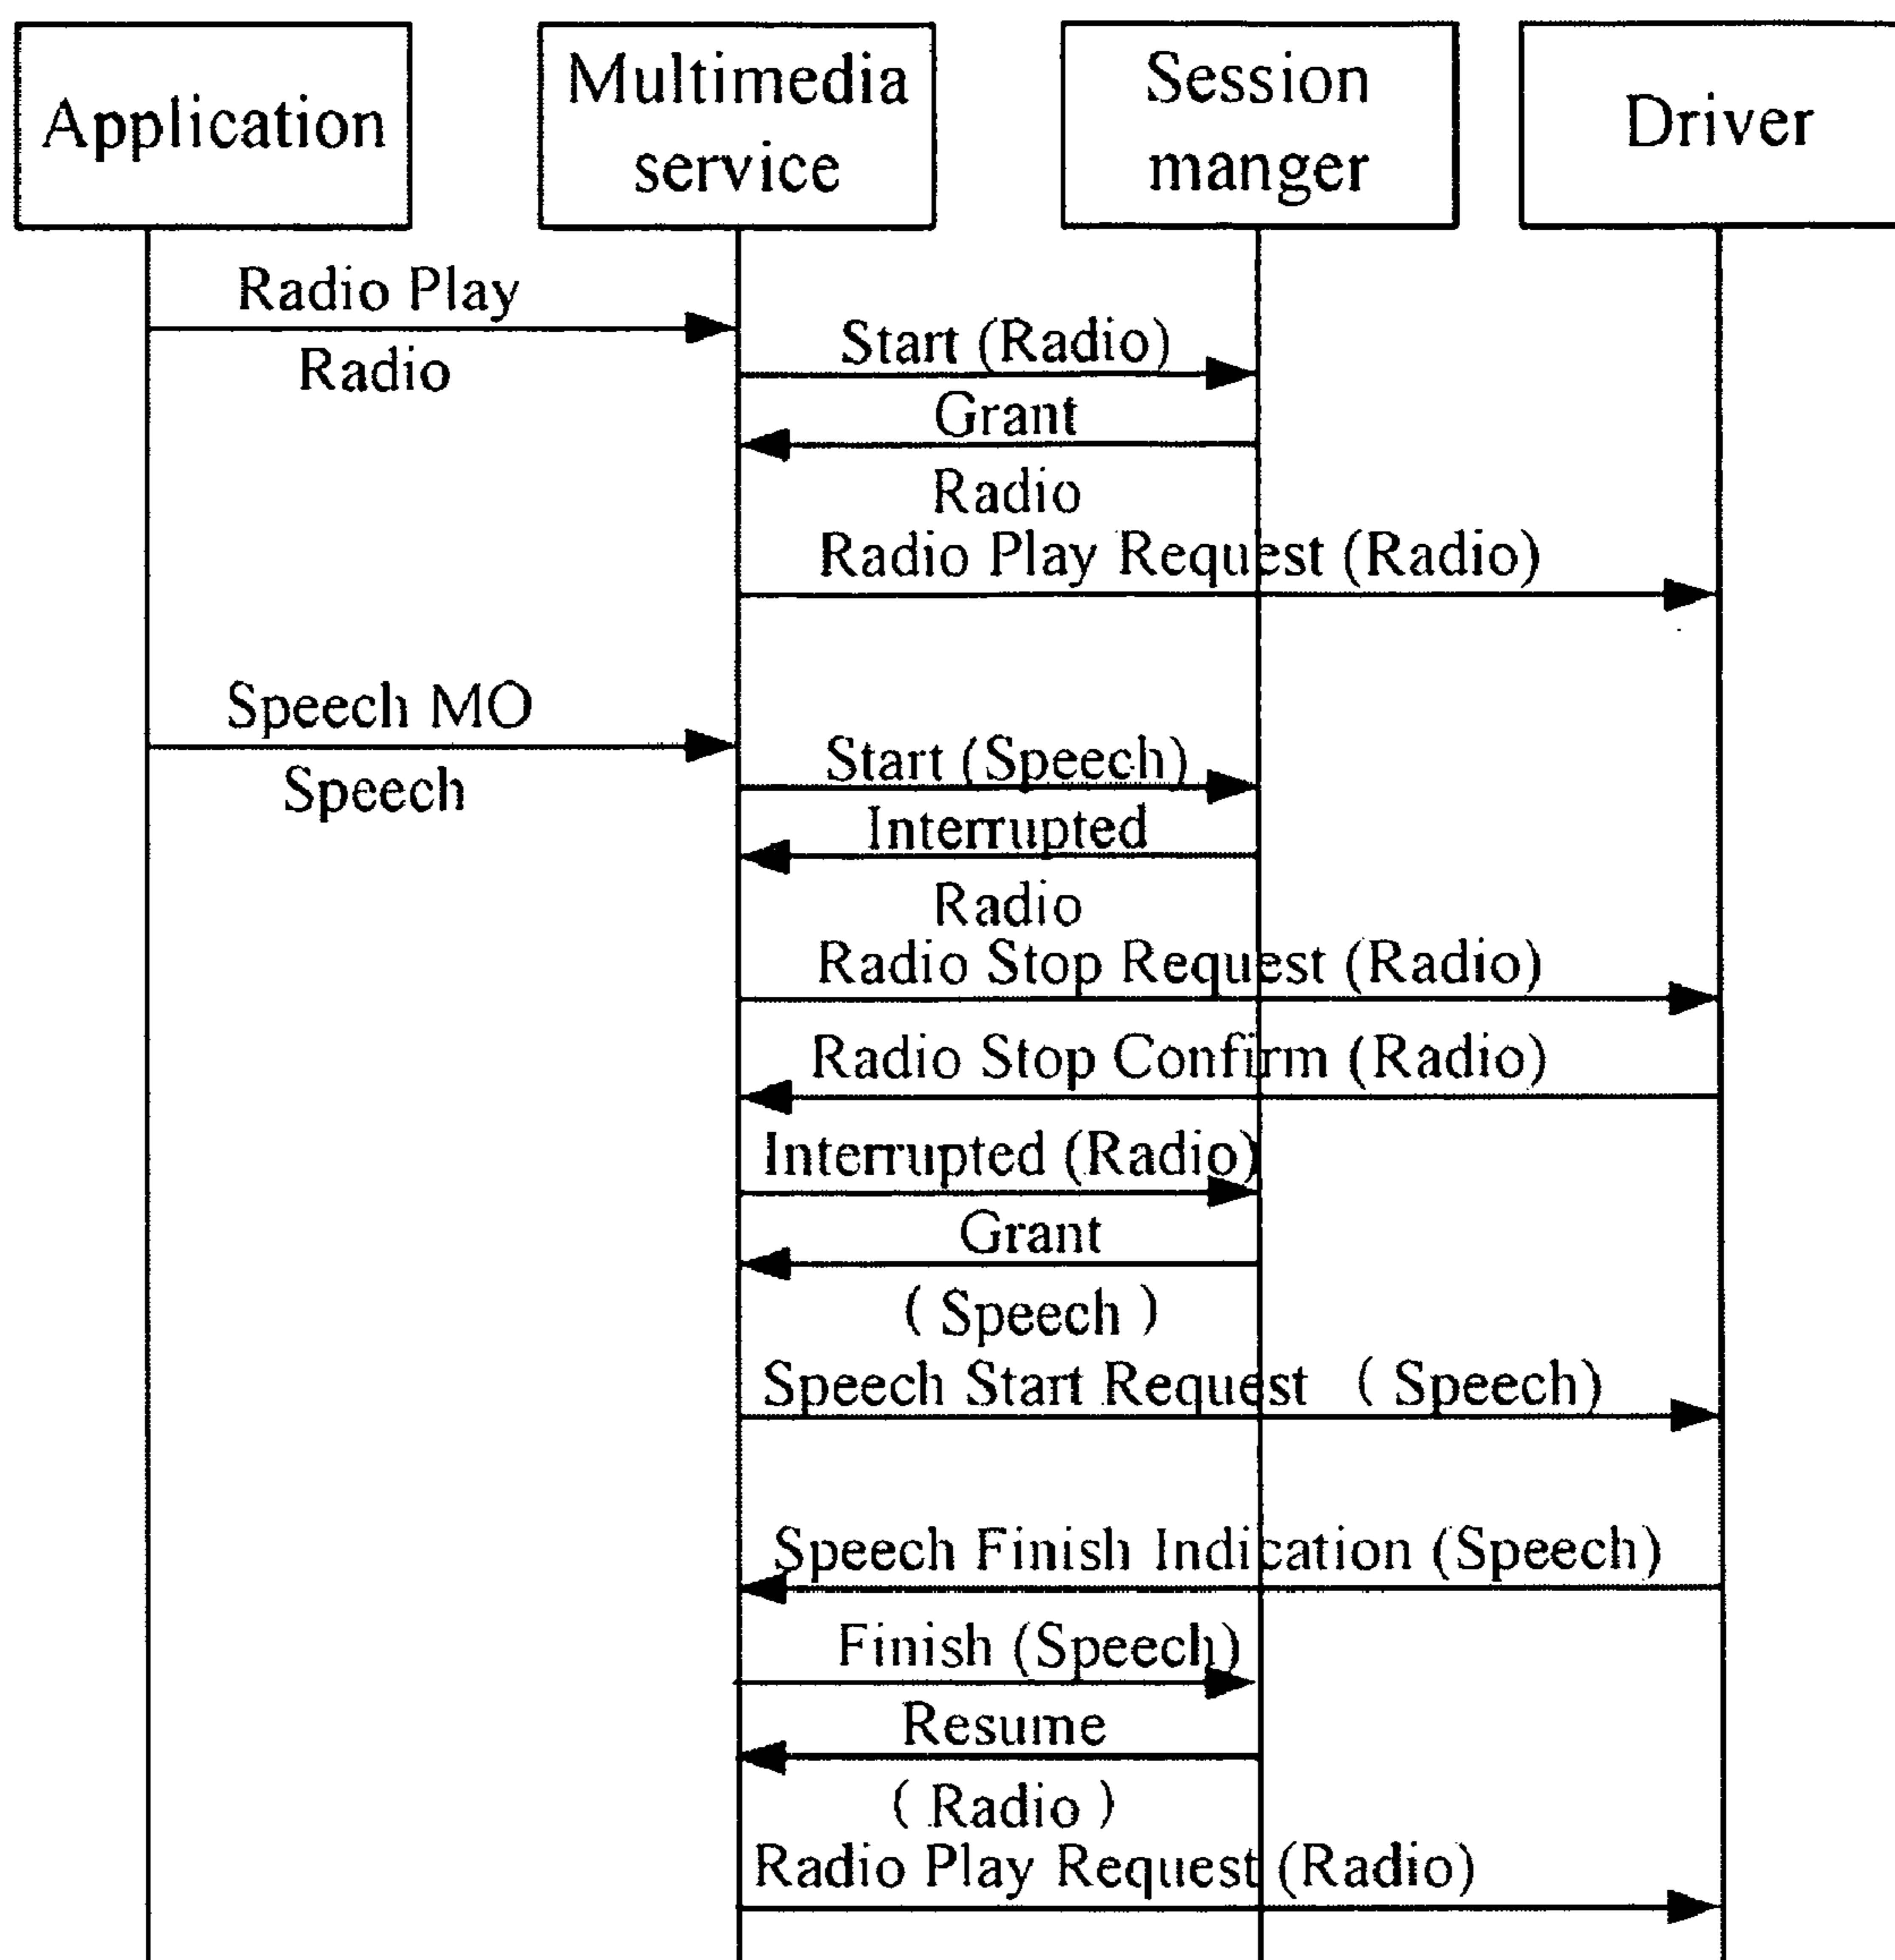 Application
Multimedia
service
Session
manger
Driver
Radio Play
Radio
Start (Radio)
Grant
Radio
Radio Play Request (Radio)
Speech MO
Speech
Start (Speech)
Interrupted
Radio
Radio Stop Request (Radio)
Radio Stop Confirm (Radio)
Interrupted (Radio)
Grant
( Speech )
Speech Start Request ( Speech)
Speech Finish Indication (Speech)
Finish (Speech)
Resume
( Radio )
Radio Play Request (Radio)